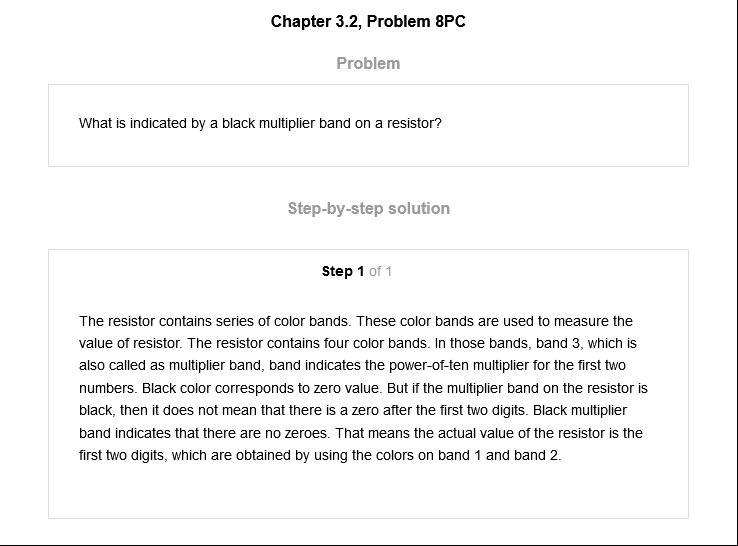 Chapter 3.2, Problem 8PC
Problem
What is indicated by a black multiplier band on a resistor?
Step-by-step solution
Step 1 of 1
The resistor contains series of color bands. These color bands are used to measure the
value of resistor. The resistor contains four color bands. In those bands, band 3, which is
also called as multiplier band, band indicates the power-of-ten multiplier for the first two
numbers. Black color corresponds to zero value. But if the multiplier band on the resistor is
black, then it does not mean that there is a zero after the first two digits. Black multiplier
band indicates that there are no zeroes. That means the actual value of the resistor is the
first two digits, which are obtained by using the colors on band 1 and band 2.